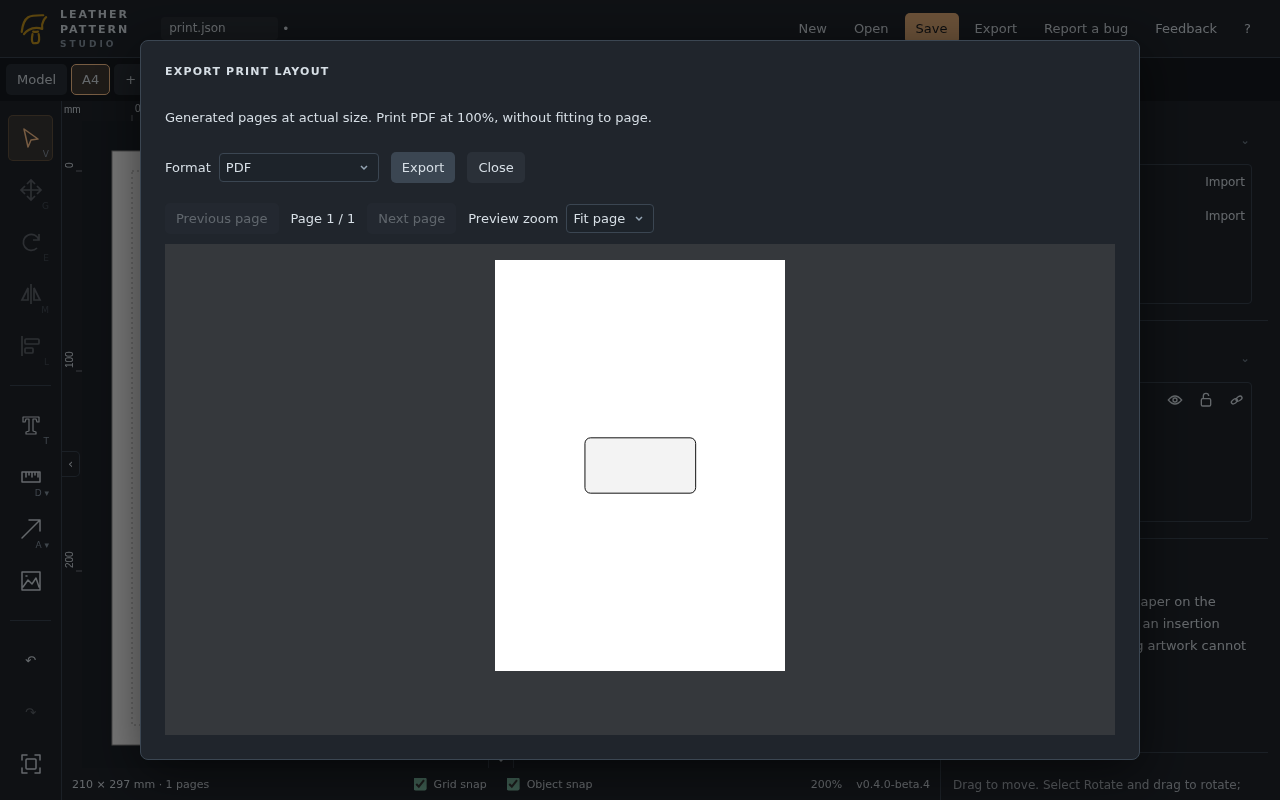 LEATHER
PATTERN
STUDIO
print.json •
New Open Save Export Report a bug Feedback ?
Model A4 +
EXPORT PRINT LAYOUT
Generated pages at actual size. Print PDF at 100%, without fitting to page.
Format PDF Export Close
Previous page Page 1 / 1 Next page Preview zoom Fit page
mm 0
0
100
200
V
G
E
M
L
T
D
A
Import
Import
aper on the
an insertion
g artwork cannot
210 × 297 mm · 1 pages Grid snap Object snap 200% v0.4.0-beta.4 Drag to move. Select Rotate and drag to rotate;